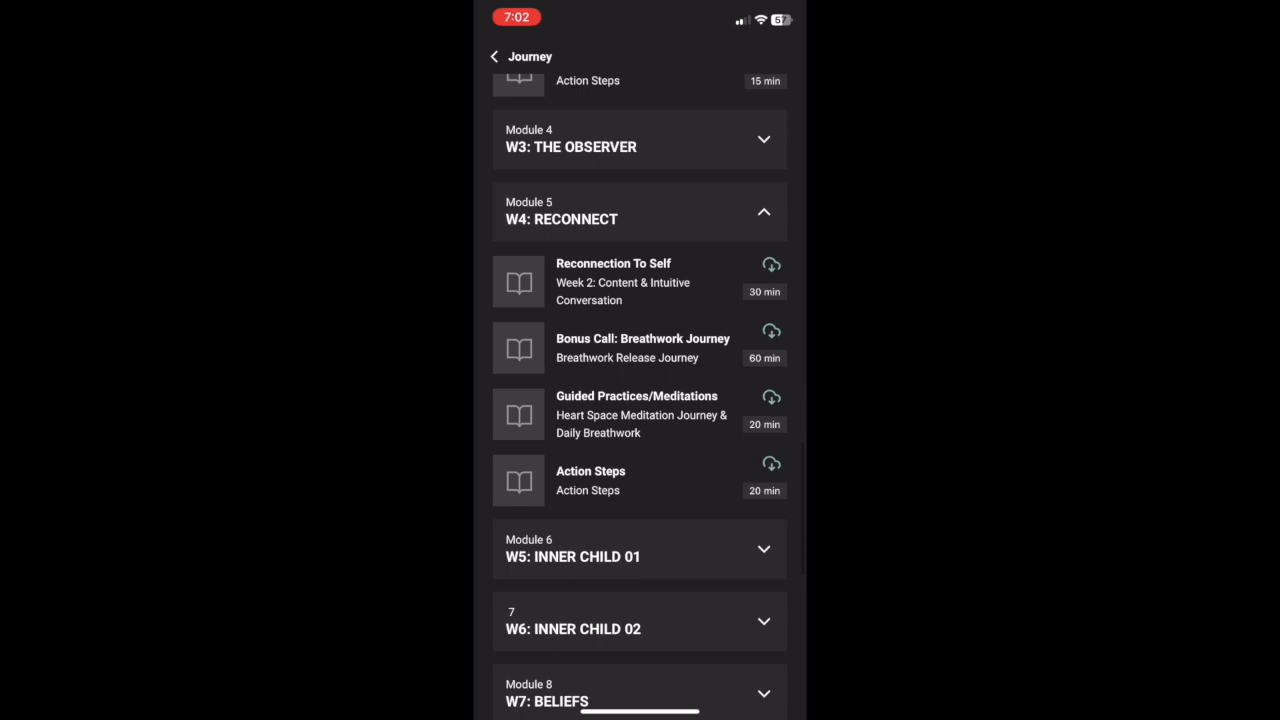 7:02
57
Journey
Action Steps
15 min
Module 4
W3: THE OBSERVER
Module 5
W4: RECONNECT
Reconnection To Self
Week 2: Content & Intuitive
Conversation
30 min
Bonus Call: Breathwork Journey
Breathwork Release Journey
60 min
Guided Practices/Meditations
Heart Space Meditation Journey &
Daily Breathwork
20 min
Action Steps
Action Steps
20 min
Module 6
W5: INNER CHILD 01
7
W6: INNER CHILD 02
Module 8
W7: BELIEFS